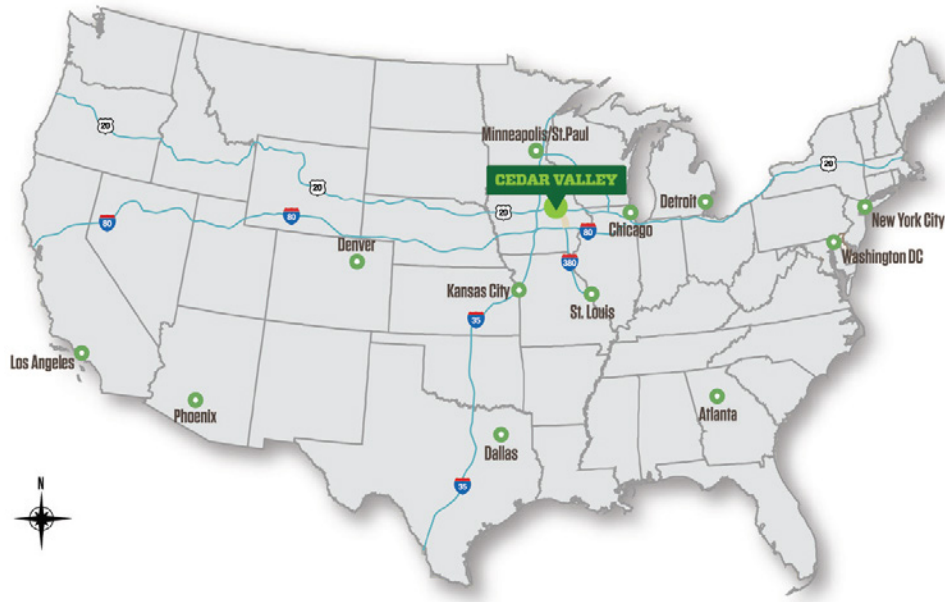 20
Minneapolis/St.Paul
20
CEDAR VALLEY
20
20
Detroit
New York City
80
80
Chicago
80
Denver
Washington DC
380
Kansas City
St. Louis
35
Los Angeles
Phoenix
Atlanta
Dallas
35
N